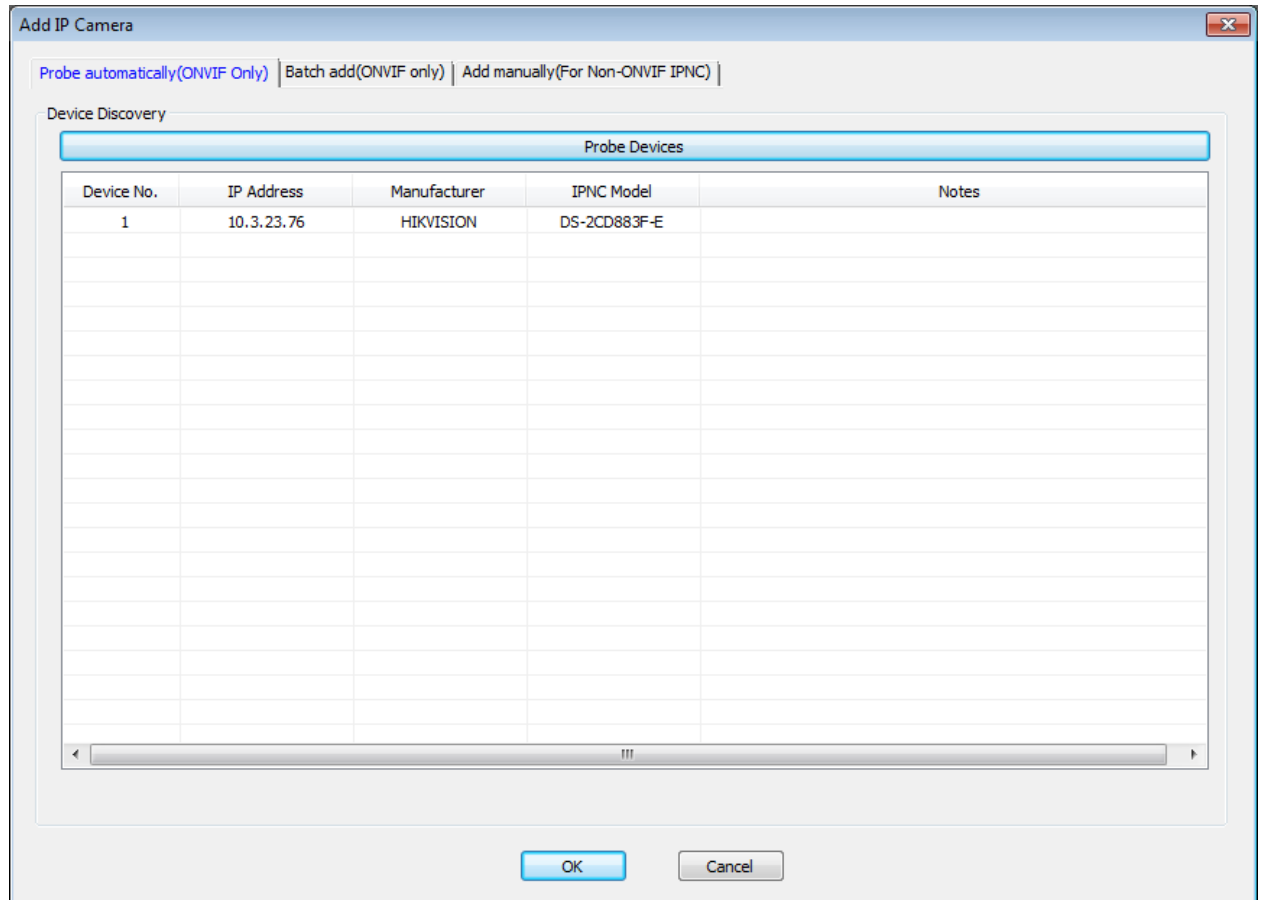 Add IP Camera
Probe automatically(ONVIF Only) Batch add(ONVIF only) Add manually(For Non-ONVIF IPNC)
Device Discovery
Probe Devices
Device No. IP Address Manufacturer IPNC Model Notes
1 10.3.23.76 HIKVISION DS-2CD883F-E
OK Cancel